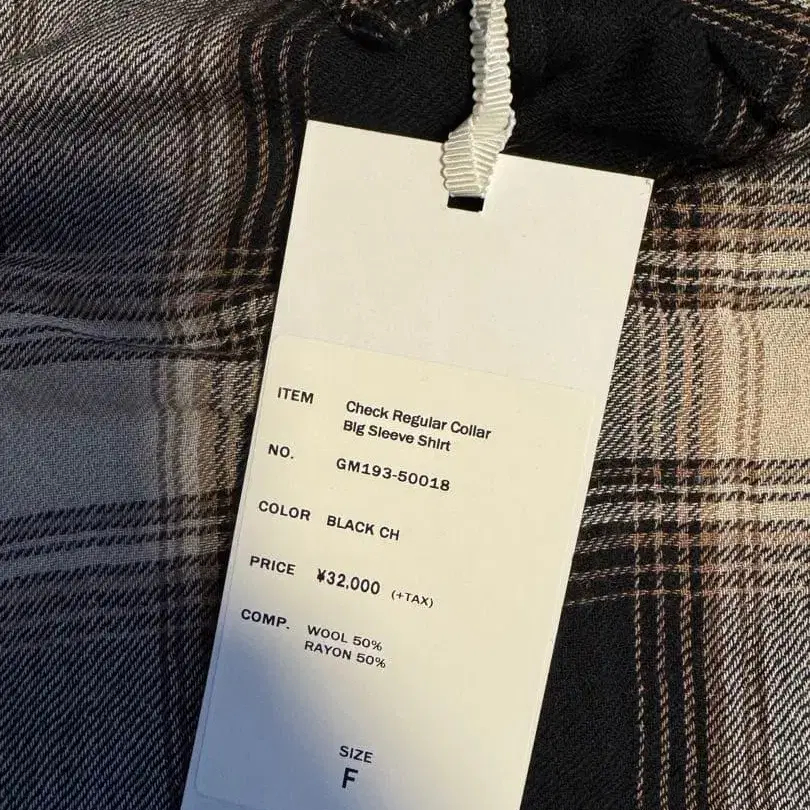 ITEM Check Regular Collar
Big Sleeve Shirt
NO. GM193-50018
COLOR BLACK CH
PRICE ¥32,000 (+TAX)
COMP. WOOL 50%
RAYON 50%
SIZE
F